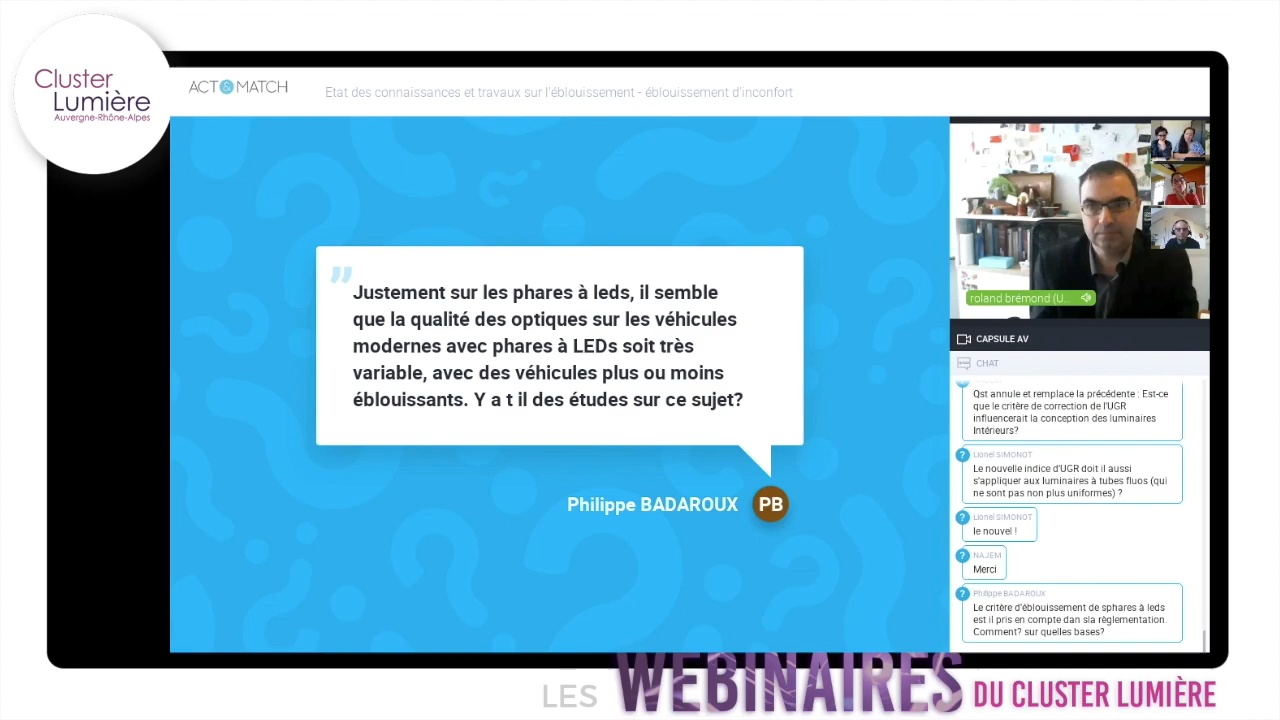 Cluster
Lumière
Auvergne-Rhône-Alpes
ACT & MATCH
Etat des connaissances et travaux sur l'éblouissement - éblouissement d'inconfort
"
Justement sur les phares à leds, il semble
que la qualité des optiques sur les véhicules
modernes avec phares à LEDs soit très
variable, avec des véhicules plus ou moins
éblouissants. Y a t il des études sur ce sujet?
Philippe BADAROUX PB
roland brémond (U...
CAPSULE AV
CHAT
Qst annule et remplace la précédente : Est-ce
que le critère de correction de l'UGR
influencerait la conception des luminaires
Intérieurs?
? Lionel SIMONOT
Le nouvelle indice d'UGR doit il aussi
s'appliquer aux luminaires à tubes fluos (qui
ne sont pas non plus uniformes) ?
? Lionel SIMONOT
le nouvel !
? NAJEM
Merci
? Philippe BADAROUX
Le critère d'éblouissement de sphares à leds
est il pris en compte dan sla règlementation.
Comment? sur quelles bases?
LES WEBINAIRES DU CLUSTER LUMIÈRE